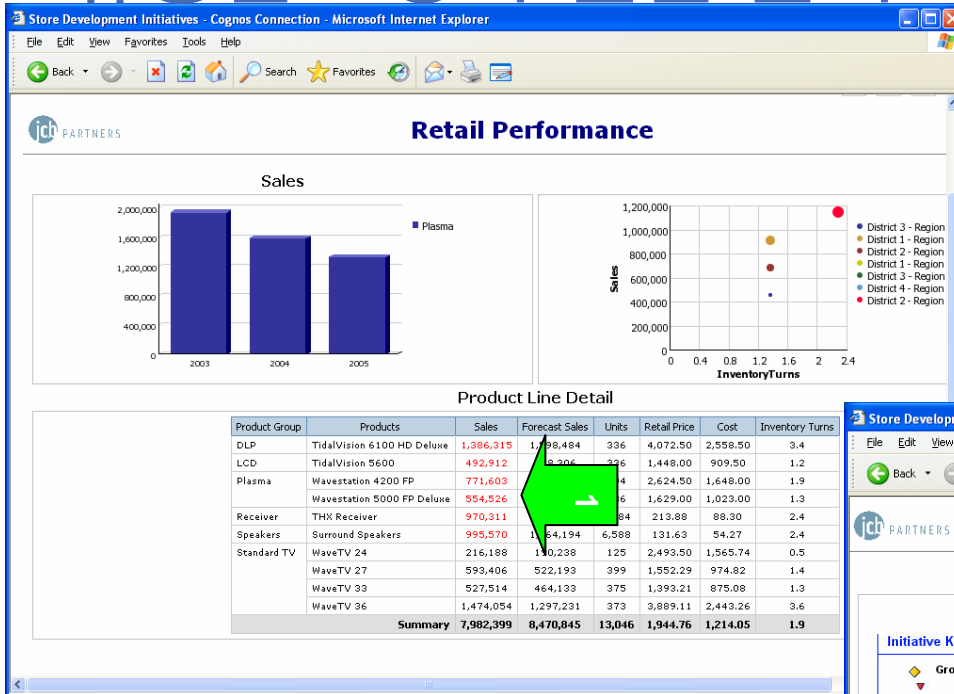 Store Development Initiatives - Cognos Connection - Microsoft Internet Explorer
File Edit View Favorites Tools Help
Back Search Favorites
jcb PARTNERS
Retail Performance
Sales
2,000,000
1,600,000
1,200,000
800,000
400,000
0
2003 2004 2005
Plasma
Sales
1,200,000
1,000,000
800,000
600,000
400,000
200,000
0
0 0.4 0.8 1.2 1.6 2 2.4
InventoryTurns
District 3 - Region
District 1 - Region
District 2 - Region
District 1 - Region
District 3 - Region
District 4 - Region
District 2 - Region
Product Line Detail
Product Group Products Sales Forecast Sales Units Retail Price Cost Inventory Turns
DLP TidalVision 6100 HD Deluxe 1,386,315 336 4,072.50 2,558.50 3.4
LCD TidalVision 5600 492,912 1,448.00 909.50 1.2
Plasma Wavestation 4200 FP 771,603 2,624.50 1,648.00 1.9
Wavestation 5000 FP Deluxe 554,526 1,629.00 1,023.00 1.3
Receiver THX Receiver 970,311 213.88 88.30 2.4
Speakers Surround Speakers 995,570 6,588 131.63 54.27 2.4
Standard TV WaveTV 24 216,188 125 2,493.50 1,565.74 0.5
WaveTV 27 593,406 522,193 399 1,552.29 974.82 1.4
WaveTV 33 527,514 464,133 375 1,393.21 875.08 1.3
WaveTV 36 1,474,054 1,297,231 373 3,889.11 2,443.26 3.6
Summary 7,982,399 8,470,845 13,046 1,944.76 1,214.05 1.9
1
Store Develop
File Edit View
Back
jcb PARTNERS
Initiative K
Gro